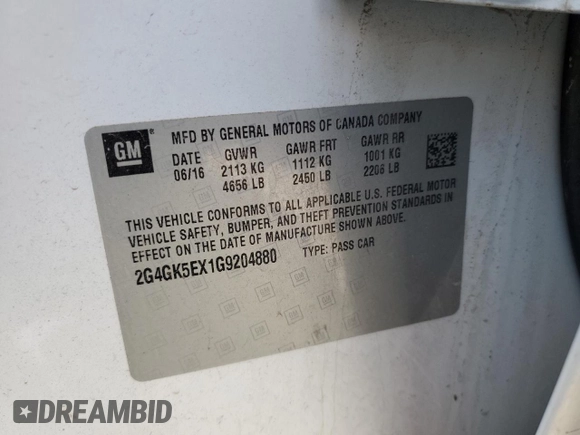 GM
MFD BY GENERAL MOTORS OF CANADA COMPANY
DATE GVWR GAWR FRT GAWR RR
06/16 2113 KG 1112 KG 1001 KG
4656 LB 2450 LB 2206 LB
THIS VEHICLE CONFORMS TO ALL APPLICABLE U.S. FEDERAL MOTOR
VEHICLE SAFETY, BUMPER, AND THEFT PREVENTION STANDARDS IN
EFFECT ON THE DATE OF MANUFACTURE SHOWN ABOVE.
2G4GK5EX1G9204880 TYPE: PASS CAR
DREAMBID